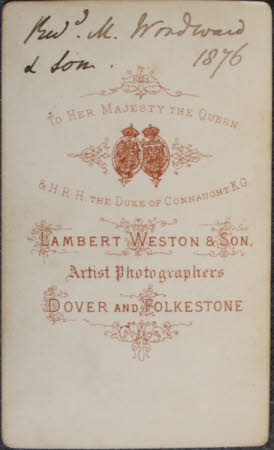 Revd. M. Woodward
& Son. 1876
TO HER MAJESTY THE QUEEN
& H.R.H. THE DUKE OF CONNAUGHT K.G.
LAMBERT WESTON & SON,
Artist Photographers
DOVER AND FOLKESTONE